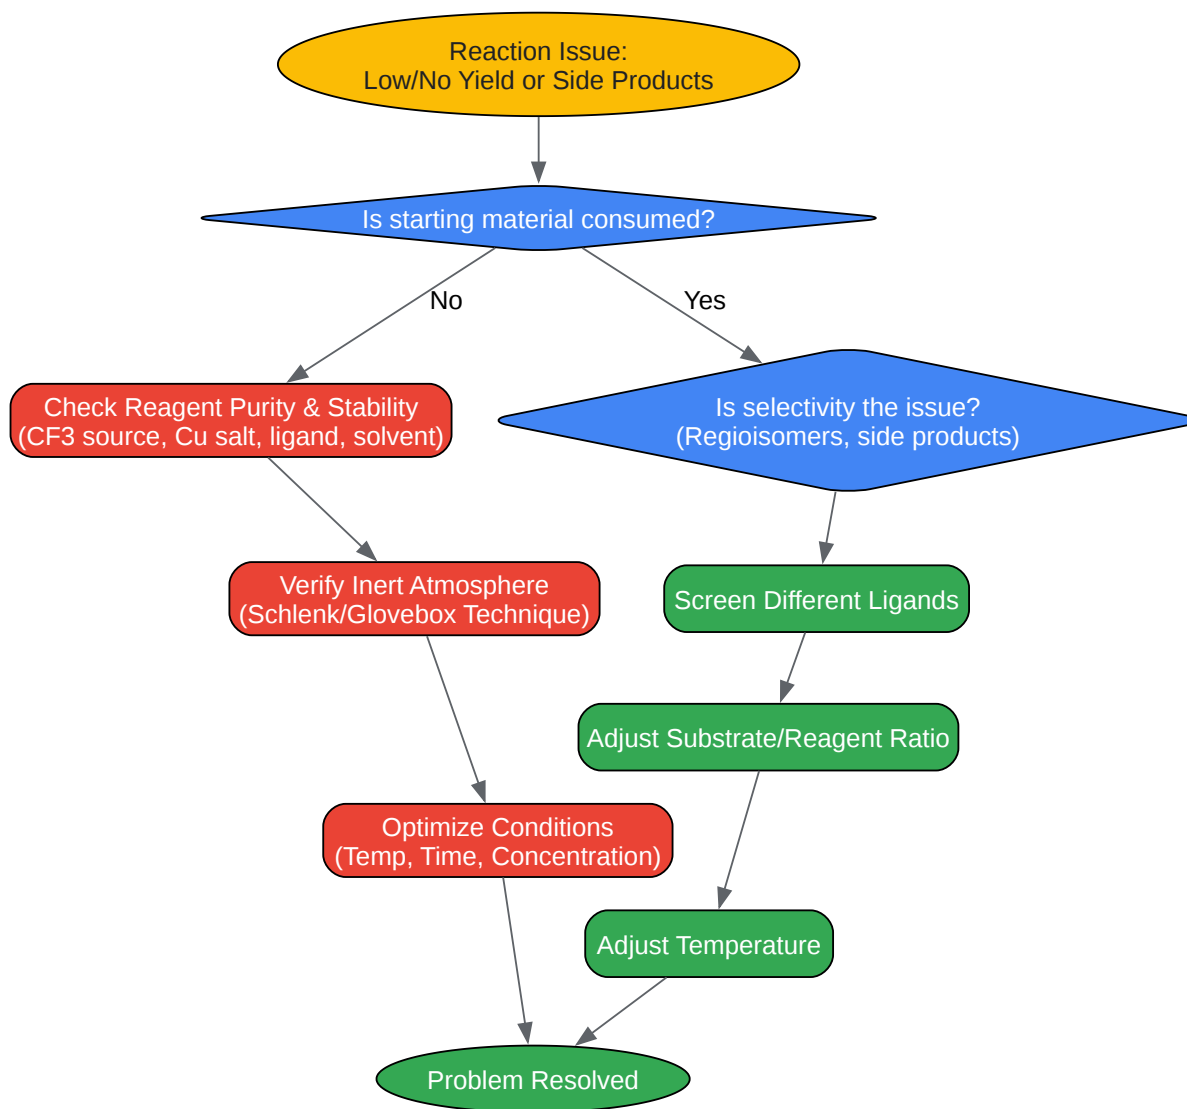 Reaction Issue:
Low/No Yield or Side Products
Is starting material consumed?
No
Yes
Check Reagent Purity & Stability
(CF3 source, Cu salt, ligand, solvent)
Is selectivity the issue?
(Regioisomers, side products)
Verify Inert Atmosphere
(Schlenk/Glovebox Technique)
Screen Different Ligands
Adjust Substrate/Reagent Ratio
Optimize Conditions
(Temp, Time, Concentration)
Adjust Temperature
Problem Resolved